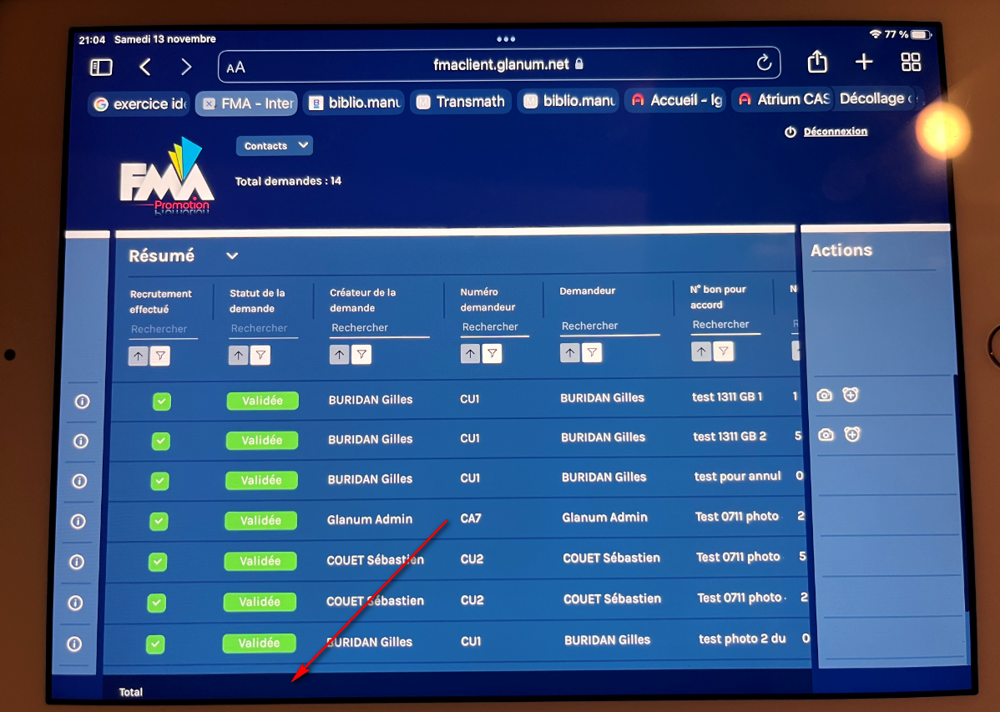 21:04 Samedi 13 novembre
77 %
AA
fmaclient.glanum.net
exercice id
FMA - Inter
biblio.manu
Transmath
biblio.manu
Accueil - Ig
Atrium CAS
Décollage
Déconnexion
FMA
Promotion
Contacts
Total demandes : 14
Résumé
Actions
Recrutement effectué
Statut de la demande
Créateur de la demande
Numéro demandeur
Demandeur
N° bon pour accord
N
Rechercher Rechercher Rechercher Rechercher Rechercher Rechercher R
Validée BURIDAN Gilles CU1 BURIDAN Gilles test 1311 GB 1 1
Validée BURIDAN Gilles CU1 BURIDAN Gilles test 1311 GB 2 5
Validée BURIDAN Gilles CU1 BURIDAN Gilles test pour annul 0
Validée Glanum Admin CA7 Glanum Admin Test 0711 photo 2
Validée COUET Sébastien CU2 COUET Sébastien Test 0711 photo 5
Validée COUET Sébastien CU2 COUET Sébastien Test 0711 photo 2
Validée BURIDAN Gilles CU1 BURIDAN Gilles test photo 2 du 0
Total